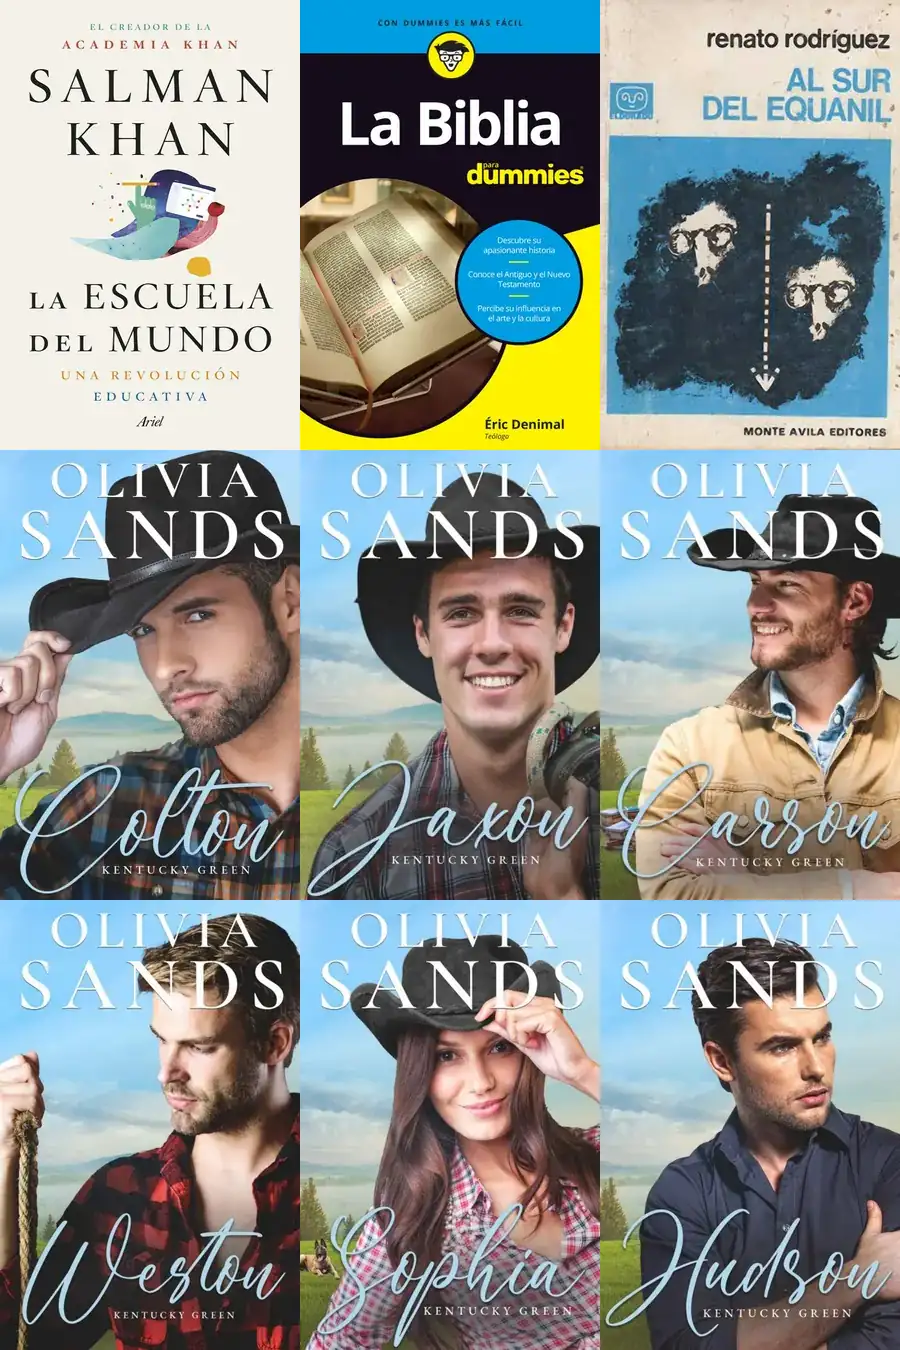 EL CREADOR DE LA
ACADEMIA KHAN
SALMAN
KHAN
LA ESCUELA
DEL MUNDO
UNA REVOLUCIÓN
EDUCATIVA
Ariel
CON DUMMIES ES MÁS FÁCIL
La Biblia
para
dummies
Descubre su
apasionante historia
Conoce el Antiguo y el Nuevo
Testamento
Percibe su influencia en
el arte y la cultura
Éric Denimal
Teólogo
renato rodríguez
AL SUR
DEL EQUANIL
ELDORADO
MONTE AVILA EDITORES
OLIVIA
SANDS
Colton
KENTUCKY GREEN
OLIVIA
SANDS
Jaxon
KENTUCKY GREEN
OLIVIA
SANDS
Carson
KENTUCKY GREEN
OLIVIA
SANDS
Weston
KENTUCKY GREEN
OLIVIA
SANDS
Sophia
KENTUCKY GREEN
OLIVIA
SANDS
Hudson
KENTUCKY GREEN